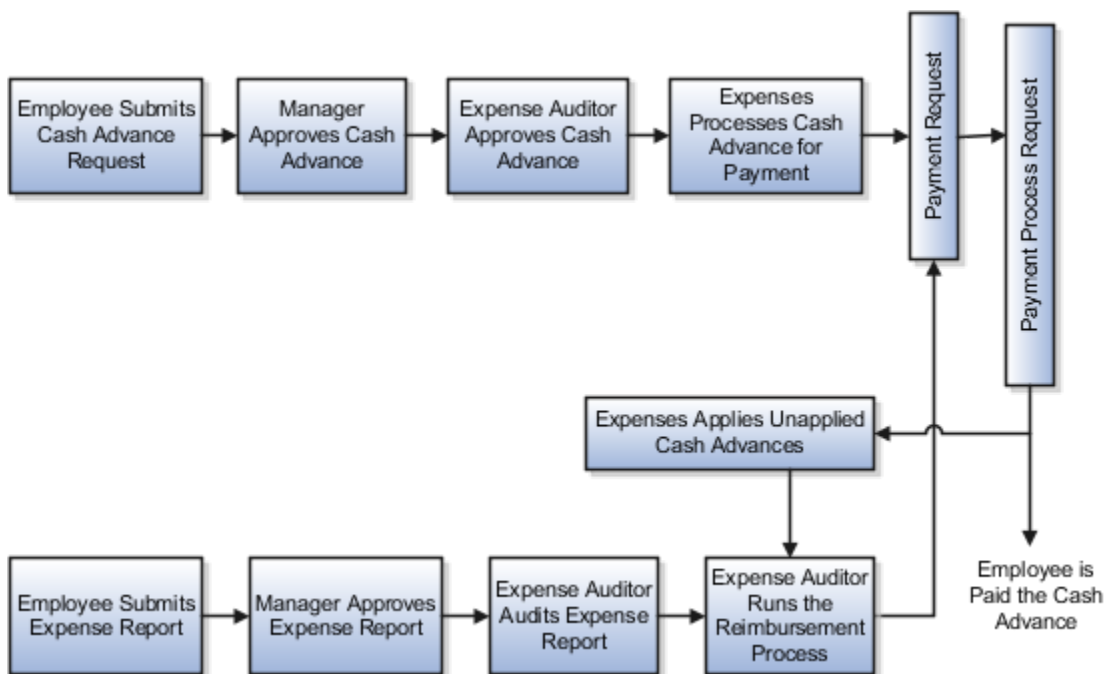 Employee Submits
Cash Advance
Request
Manager
Approves Cash
Advance
Expense Auditor
Approves Cash
Advance
Expenses
Processes Cash
Advance for
Payment
Payment Request
Payment Process Request
Expenses Applies Unapplied
Cash Advances
Employee Submits
Expense Report
Manager Approves
Expense Report
Expense Auditor
Audits Expense
Report
Expense Auditor
Runs the
Reimbursement
Process
Employee is
Paid the Cash
Advance